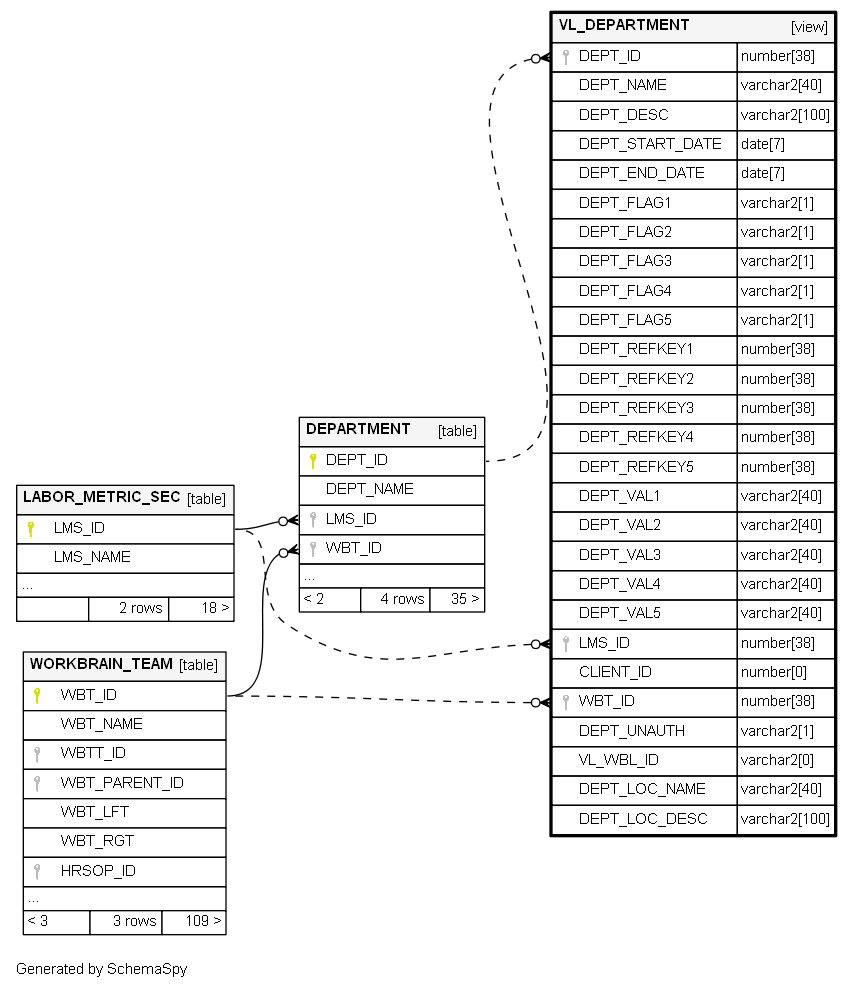 VL_DEPARTMENT [view]
DEPT_ID number[38]
DEPT_NAME varchar2[40]
DEPT_DESC varchar2[100]
DEPT_START_DATE date[7]
DEPT_END_DATE date[7]
DEPT_FLAG1 varchar2[1]
DEPT_FLAG2 varchar2[1]
DEPT_FLAG3 varchar2[1]
DEPT_FLAG4 varchar2[1]
DEPT_FLAG5 varchar2[1]
DEPT_REFKEY1 number[38]
DEPT_REFKEY2 number[38]
DEPT_REFKEY3 number[38]
DEPT_REFKEY4 number[38]
DEPT_REFKEY5 number[38]
DEPT_VAL1 varchar2[40]
DEPT_VAL2 varchar2[40]
DEPT_VAL3 varchar2[40]
DEPT_VAL4 varchar2[40]
DEPT_VAL5 varchar2[40]
LMS_ID number[38]
CLIENT_ID number[0]
WBT_ID number[38]
DEPT_UNAUTH varchar2[1]
VL_WBL_ID varchar2[0]
DEPT_LOC_NAME varchar2[40]
DEPT_LOC_DESC varchar2[100]
DEPARTMENT [table]
DEPT_ID
DEPT_NAME
LMS_ID
WBT_ID
...
< 2 4 rows 35 >
LABOR_METRIC_SEC [table]
LMS_ID
LMS_NAME
...
2 rows 18 >
WORKBRAIN_TEAM [table]
WBT_ID
WBT_NAME
WBTT_ID
WBT_PARENT_ID
WBT_LFT
WBT_RGT
HRSOP_ID
...
< 3 3 rows 109 >
Generated by SchemaSpy